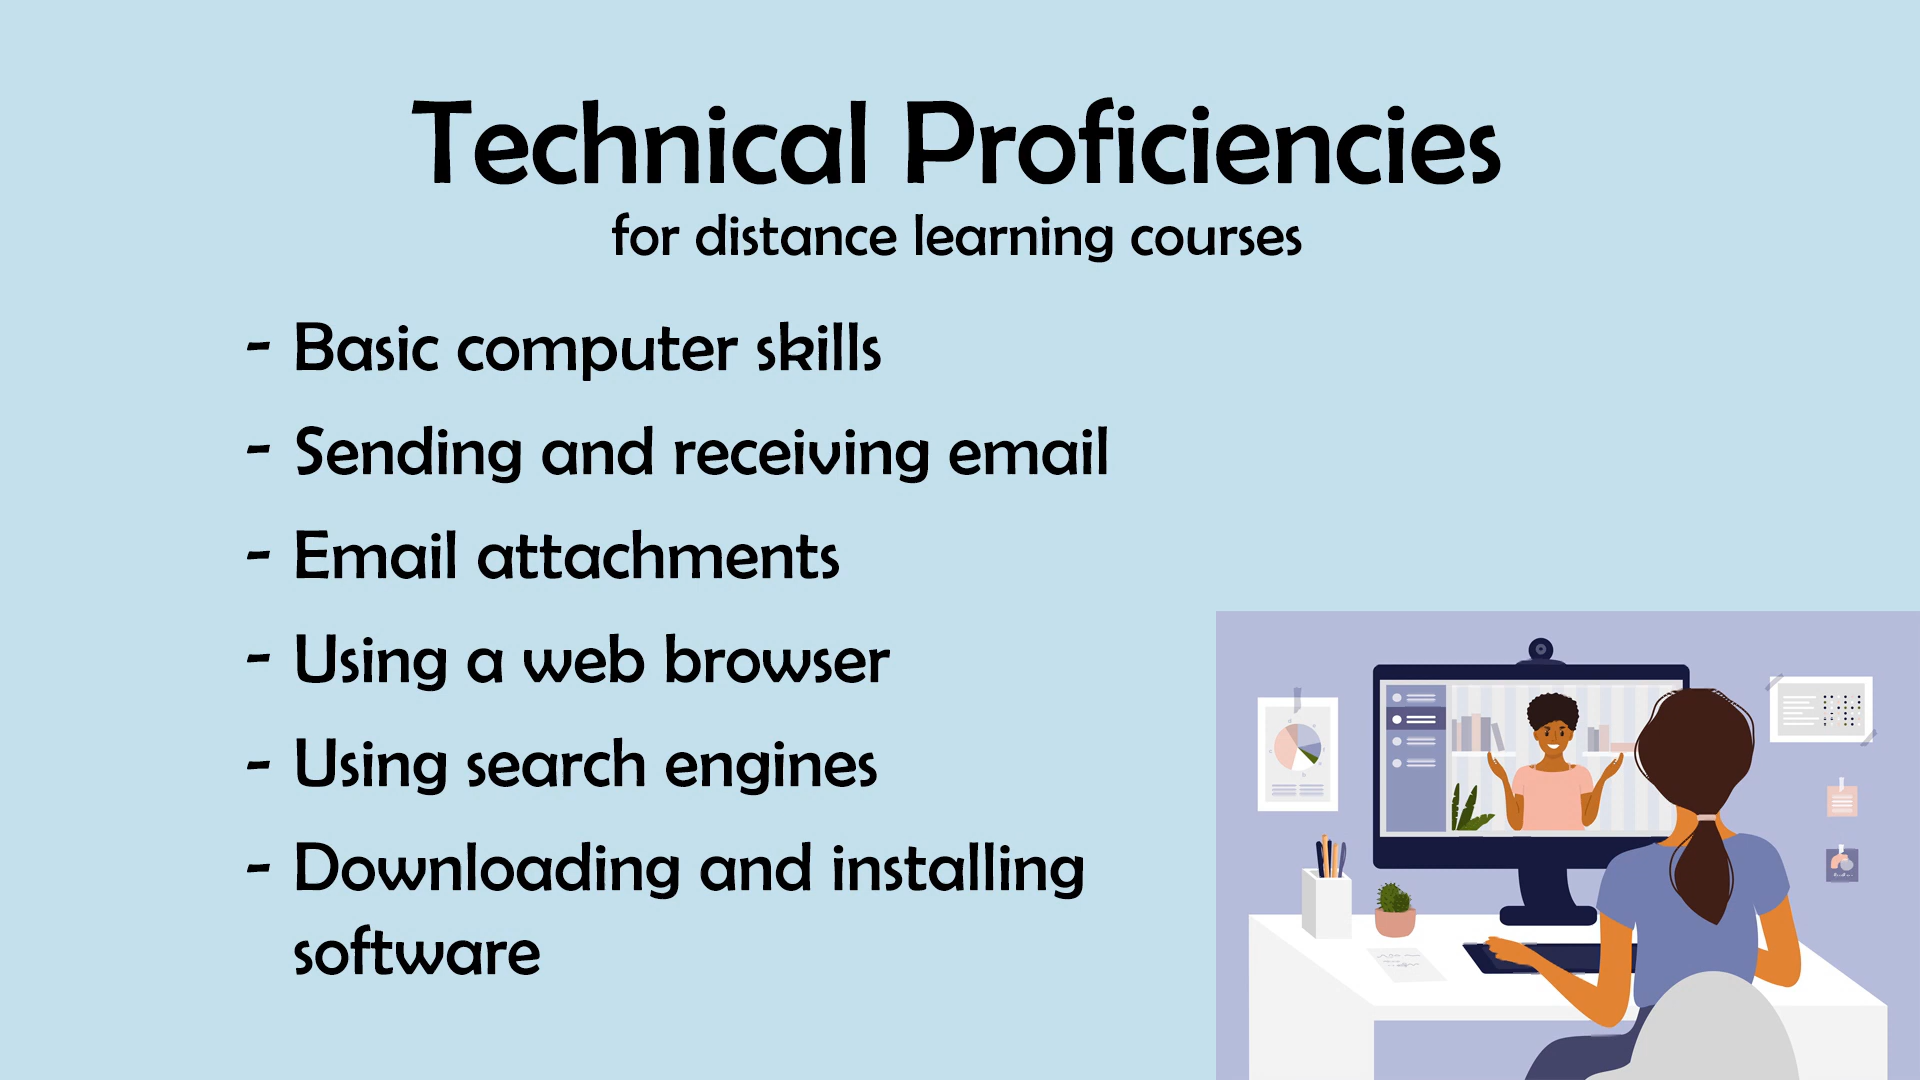 Technical Proficiencies
for distance learning courses
- Basic computer skills
- Sending and receiving email
- Email attachments
- Using a web browser
- Using search engines
- Downloading and installing
software